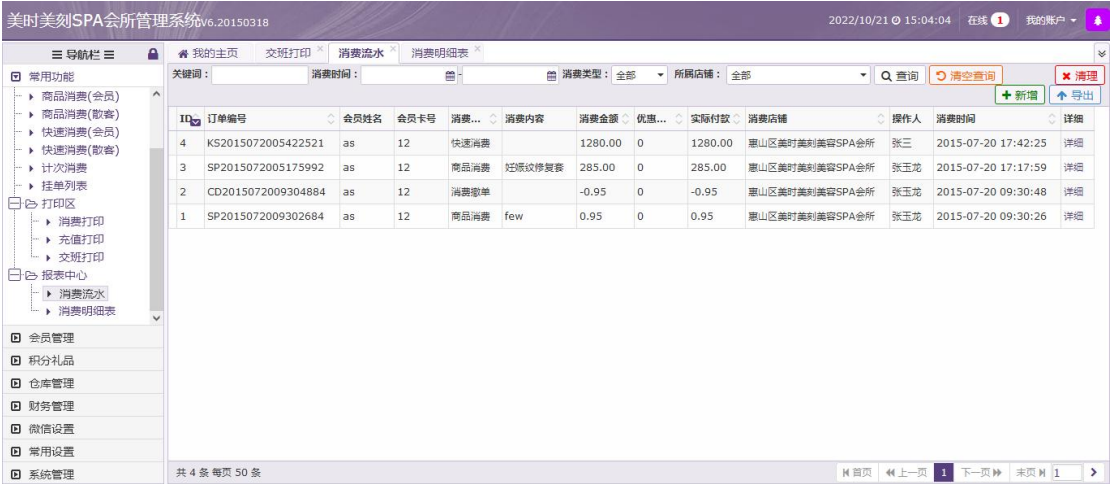 美时美刻SPA会所管理系统V6.20150318 2022/10/21 15:04:04 在线 1 我的账户
导航栏 我的主页 交班打印 消费流水 消费明细表
常用功能
商品消费(会员)
商品消费(散客)
快速消费(会员)
快速消费(散客)
计次消费
挂单列表
打印区
消费打印
充值打印
交班打印
报表中心
消费流水
消费明细表
会员管理
积分礼品
仓库管理
财务管理
微信设置
常用设置
系统管理
关键词： 消费时间： - 消费类型： 全部 所属店铺： 全部 查询 清空查询 清理
新增 导出
ID 订单编号 会员姓名 会员卡号 消费... 消费内容 消费金额 优惠... 实际付款 消费店铺 操作人 消费时间 详细
4 KS2015072005422521 as 12 快速消费 1280.00 0 1280.00 惠山区美时美刻美容SPA会所 张三 2015-07-20 17:42:25 详细
3 SP2015072005175992 as 12 商品消费 妊娠纹修复套 285.00 0 285.00 惠山区美时美刻美容SPA会所 张玉龙 2015-07-20 17:17:59 详细
2 CD2015072009304884 as 12 消费撤单 -0.95 0 -0.95 惠山区美时美刻美容SPA会所 张玉龙 2015-07-20 09:30:48 详细
1 SP2015072009302684 as 12 商品消费 few 0.95 0 0.95 惠山区美时美刻美容SPA会所 张玉龙 2015-07-20 09:30:26 详细
共 4 条 每页 50 条 首页 上一页 1 下一页 末页 1